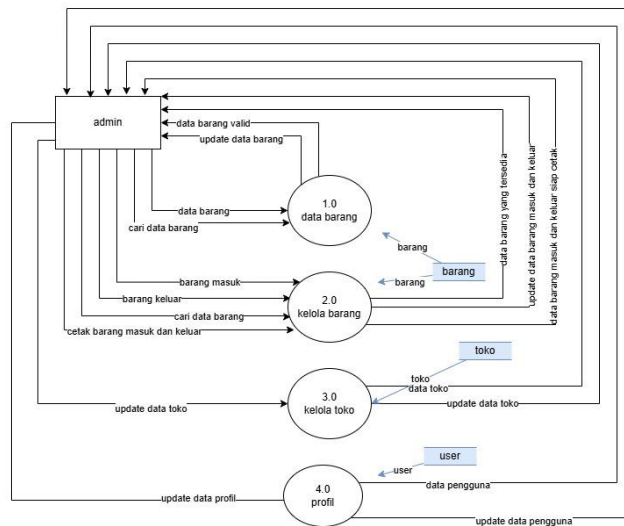 admin
data barang valid
update data barang
data barang
cari data barang
1.0
data barang
barang
barang
barang
data barang yang tersedia
update data barang masuk dan keluar
data barang masuk dan keluar siap cetak
barang masuk
barang keluar
cari data barang
cetak barang masuk dan keluar
2.0
kelola barang
toko
toko
data toko
update data toko
3.0
kelola toko
update data toko
user
user
data pengguna
4.0
profil
update data profil
update data pengguna